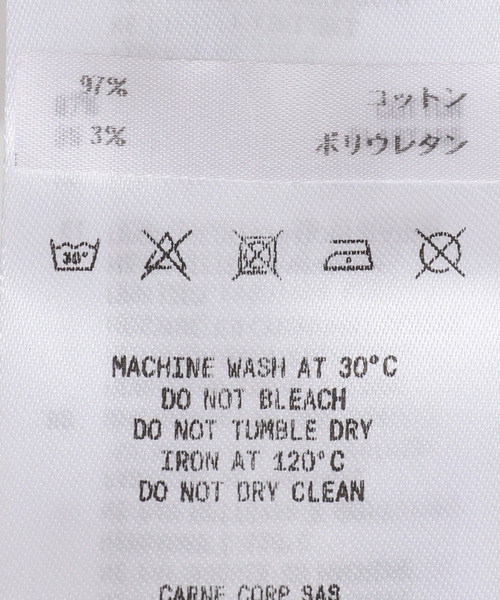 97% コットン
3% ポリウレタン
30°
MACHINE WASH AT 30°C
DO NOT BLEACH
DO NOT TUMBLE DRY
IRON AT 120°C
DO NOT DRY CLEAN
CARNE CORP SAS